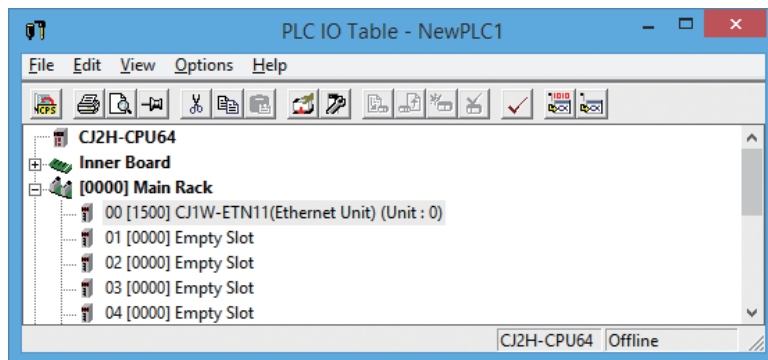 PLC IO Table - NewPLC1
File Edit View Options Help
CJ2H-CPU64
Inner Board
[0000] Main Rack
00 [1500] CJ1W-ETN11(Ethernet Unit) (Unit : 0)
01 [0000] Empty Slot
02 [0000] Empty Slot
03 [0000] Empty Slot
04 [0000] Empty Slot
CJ2H-CPU64 Offline